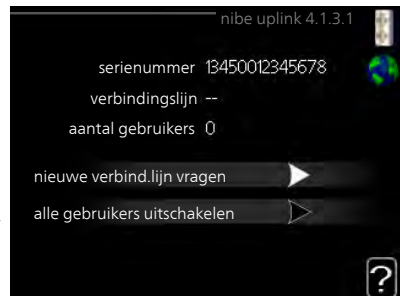 nibe uplink 4.1.3.1
serienummer 13450012345678
verbindingslijn --
aantal gebruikers 0
nieuwe verbind.lijn vragen
alle gebruikers uitschakelen
?